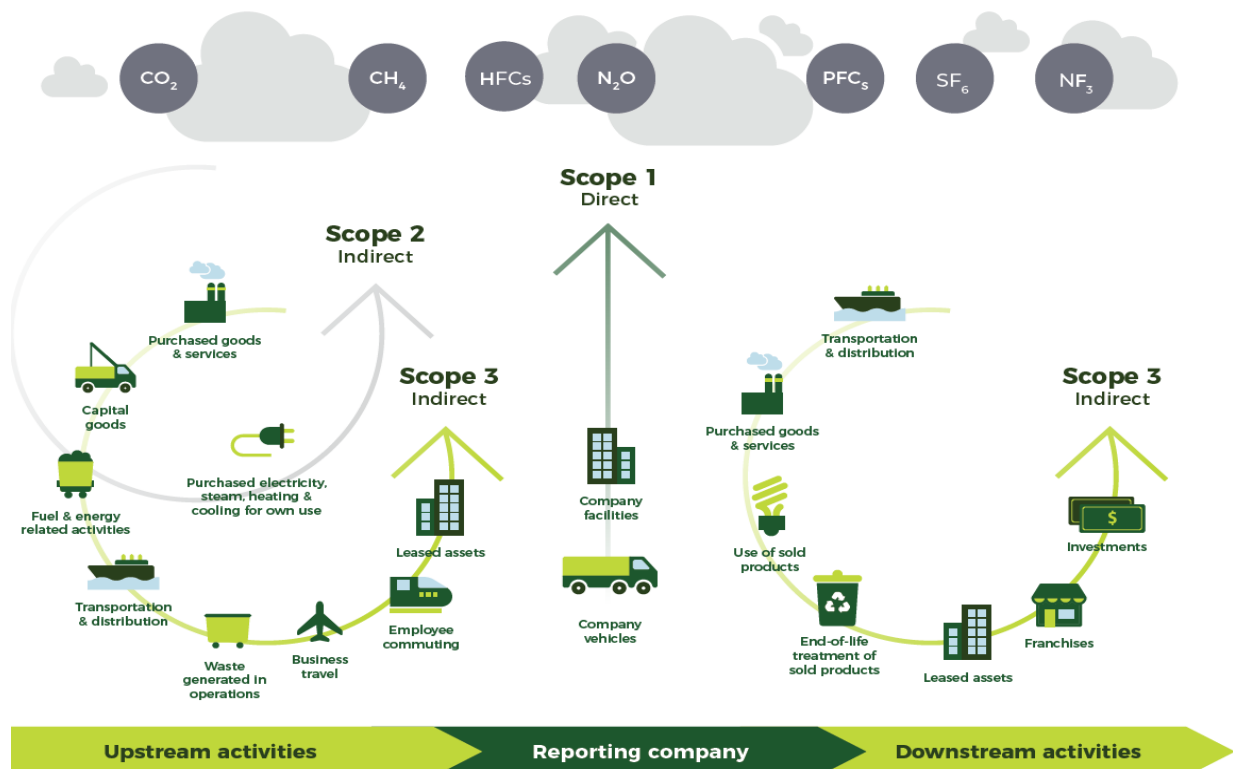 CO₂
CH₄
HFCs
N₂O
PFCs
SF₆
NF₃
Scope 1
Direct
Scope 2
Indirect
Purchased goods
& services
Capital
goods
Fuel & energy
related activities
Purchased electricity,
steam, heating &
cooling for own use
Transportation
& distribution
Waste
generated in
operations
Business
travel
Employee
commuting
Leased assets
Scope 3
Indirect
Company
facilities
Company
vehicles
Transportation
& distribution
Purchased goods
& services
Use of sold
products
End-of-life
treatment of
sold products
Leased assets
Franchises
$
Investments
Scope 3
Indirect
Upstream activities
Reporting company
Downstream activities